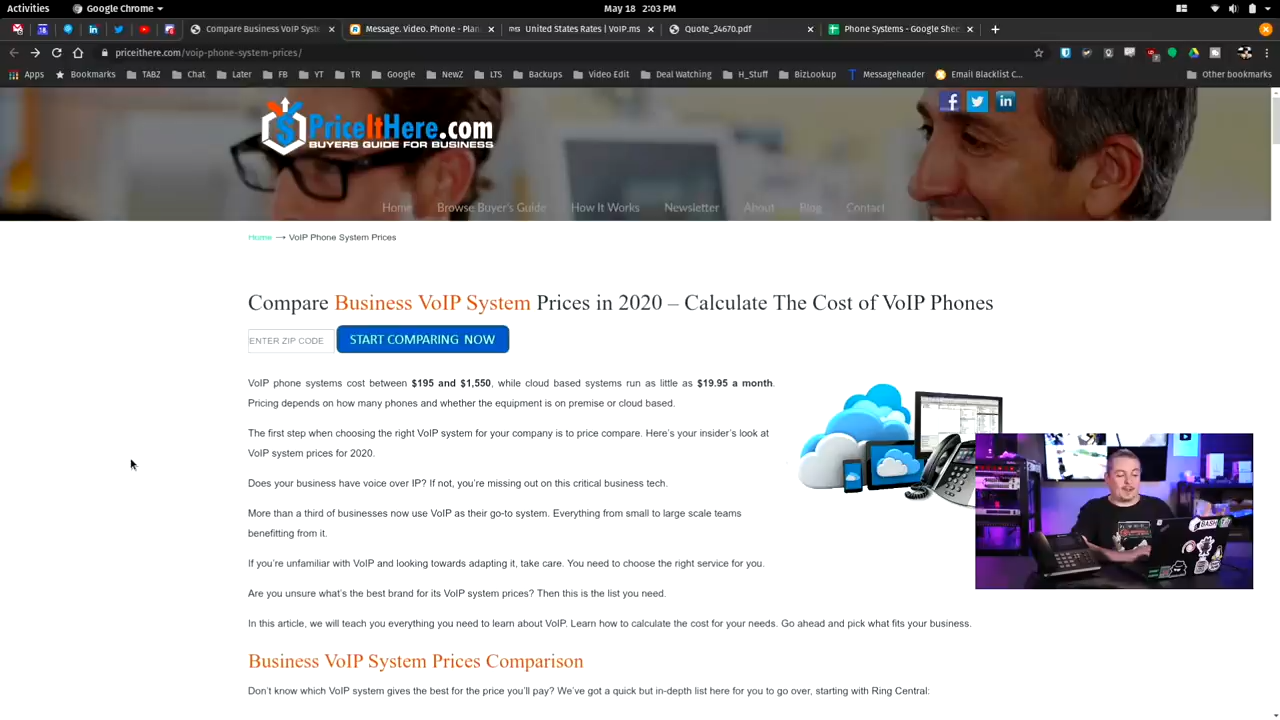 Activities
Google Chrome
May 18 2:03 PM
Compare Business VoIP Syste
Message. Video. Phone - Plan
United States Rates | VoIP.ms
Quote_24670.pdf
Phone Systems - Google Shee
priceithere.com/voip-phone-system-prices/
Apps
Bookmarks
TABZ
Chat
Later
FB
YT
TR
Google
NewZ
LTS
Backups
Video Edit
Deal Watching
H_Stuff
BizLookup
Messageheader
Email Blacklist C...
Other bookmarks
PriceItHere.com
BUYERS GUIDE FOR BUSINESS
Home Browse Buyer's Guide How It Works Newsletter About Blog Contact
Home → VoIP Phone System Prices
Compare Business VoIP System Prices in 2020 – Calculate The Cost of VoIP Phones
ENTER ZIP CODE
START COMPARING NOW
VoIP phone systems cost between $195 and $1,550, while cloud based systems run as little as $19.95 a month.
Pricing depends on how many phones and whether the equipment is on premise or cloud based.
The first step when choosing the right VoIP system for your company is to price compare. Here's your insider's look at
VoIP system prices for 2020.
Does your business have voice over IP? If not, you're missing out on this critical business tech.
More than a third of businesses now use VoIP as their go-to system. Everything from small to large scale teams
benefitting from it.
If you're unfamiliar with VoIP and looking towards adapting it, take care. You need to choose the right service for you.
Are you unsure what's the best brand for its VoIP system prices? Then this is the list you need.
In this article, we will teach you everything you need to learn about VoIP. Learn how to calculate the cost for your needs. Go ahead and pick what fits your business.
Business VoIP System Prices Comparison
Don't know which VoIP system gives the best for the price you'll pay? We've got a quick but in-depth list here for you to go over, starting with Ring Central: